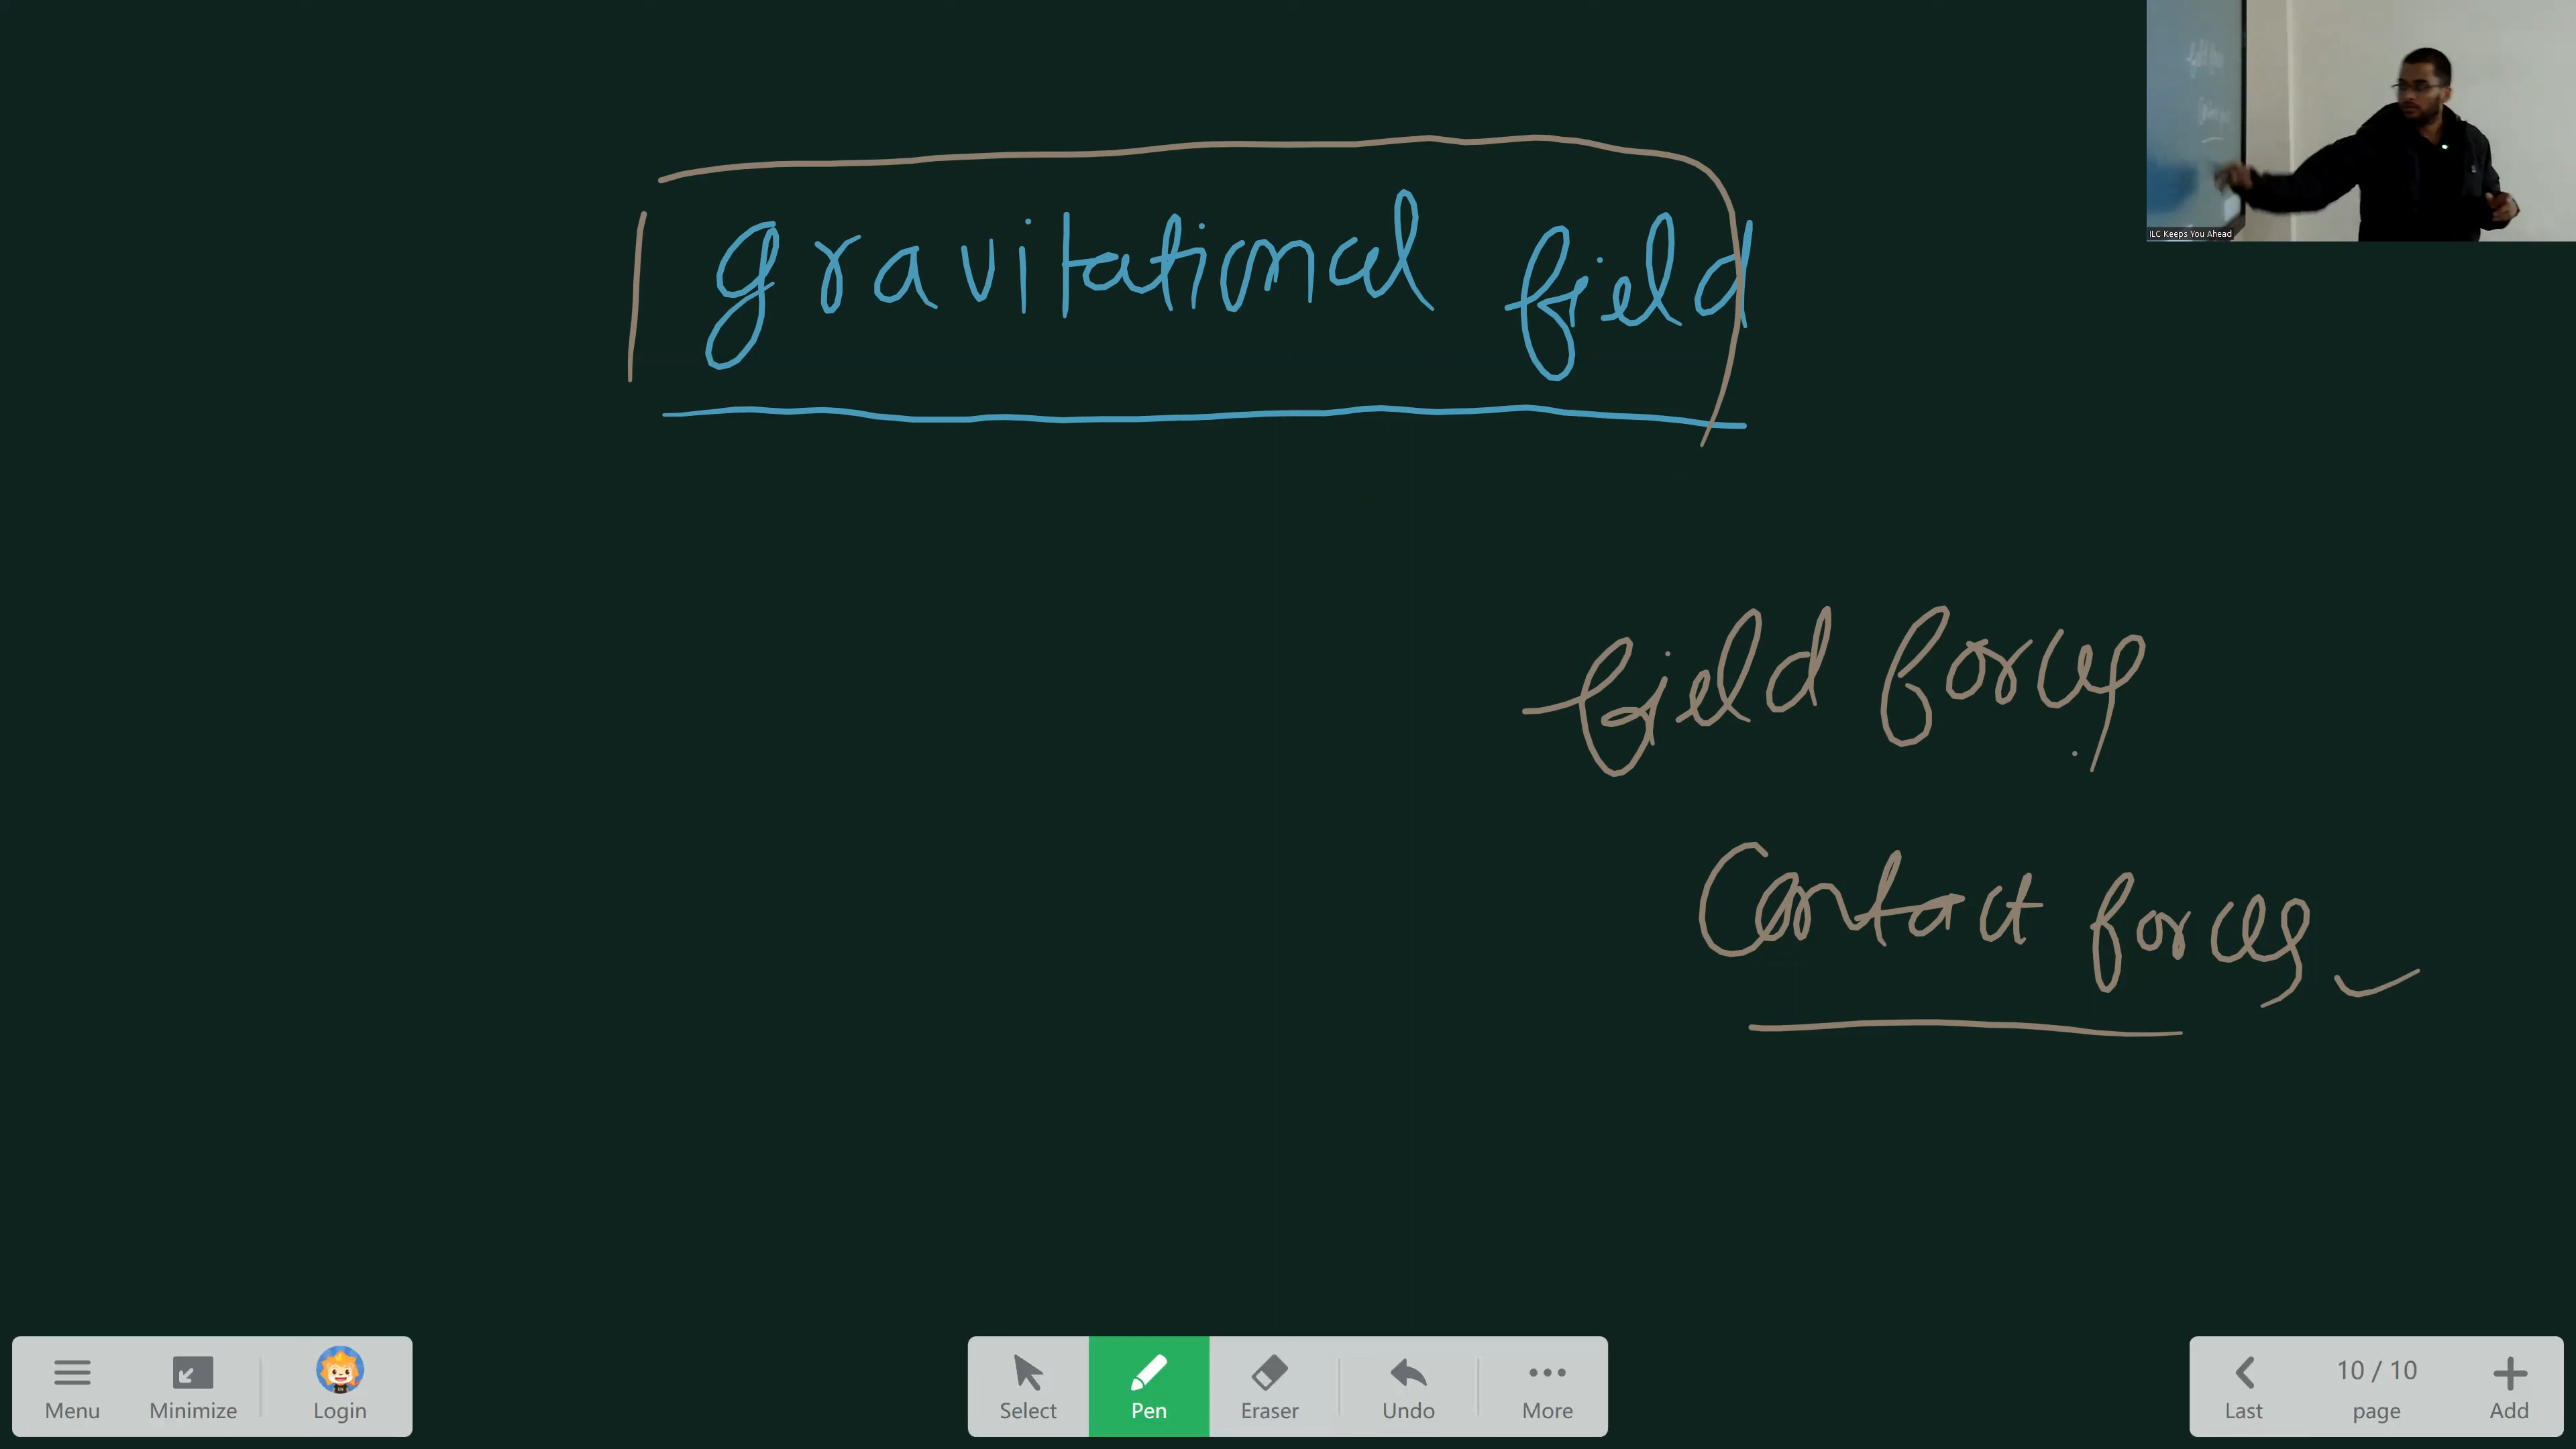 gravitational field
ILC Keeps You Ahead
field forces
Contact forces
Menu
Minimize
Login
Select
Pen
Eraser
Undo
More
Last
10 / 10
page
Add